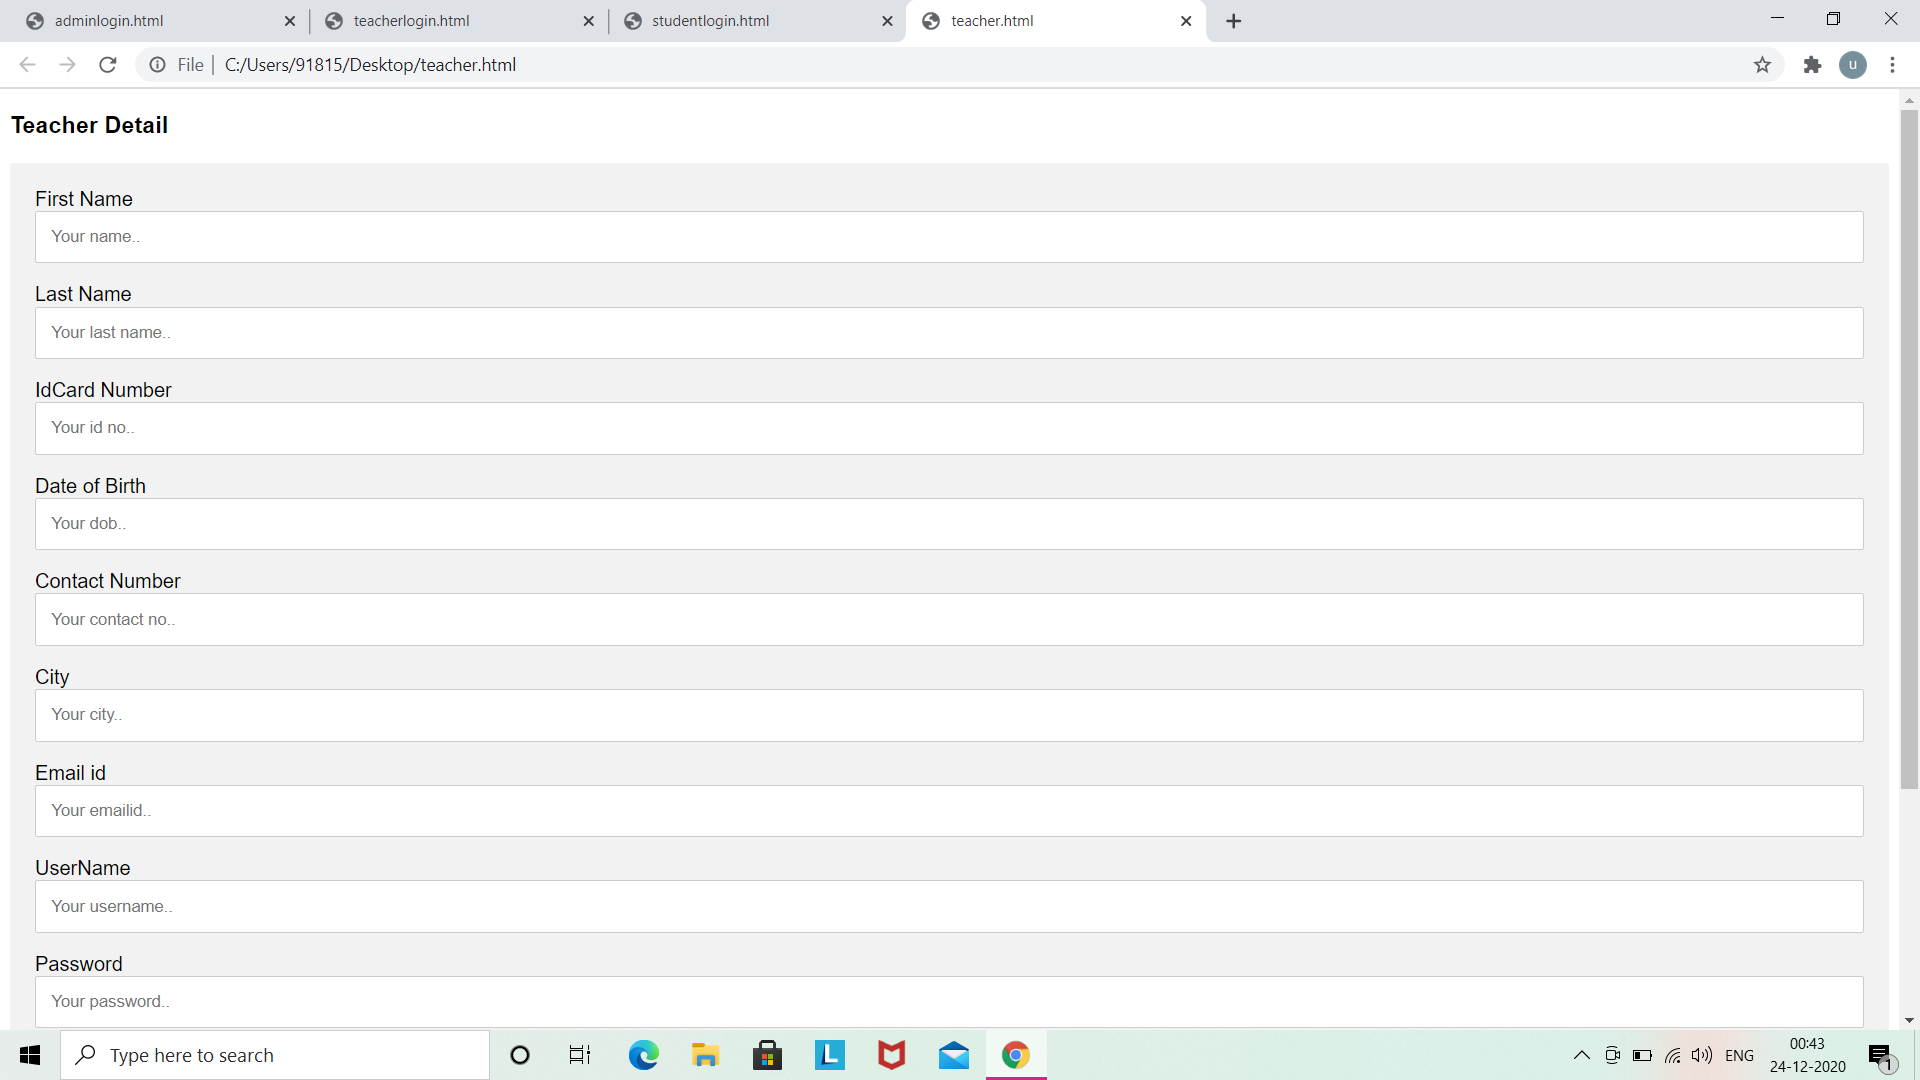 adminlogin.html
teacherlogin.html
studentlogin.html
teacher.html
File C:/Users/91815/Desktop/teacher.html
u
Teacher Detail
First Name
Your name..
Last Name
Your last name..
IdCard Number
Your id no..
Date of Birth
Your dob..
Contact Number
Your contact no..
City
Your city..
Email id
Your emailid..
UserName
Your username..
Password
Your password..
Type here to search
L
ENG
00:43
24-12-2020
1